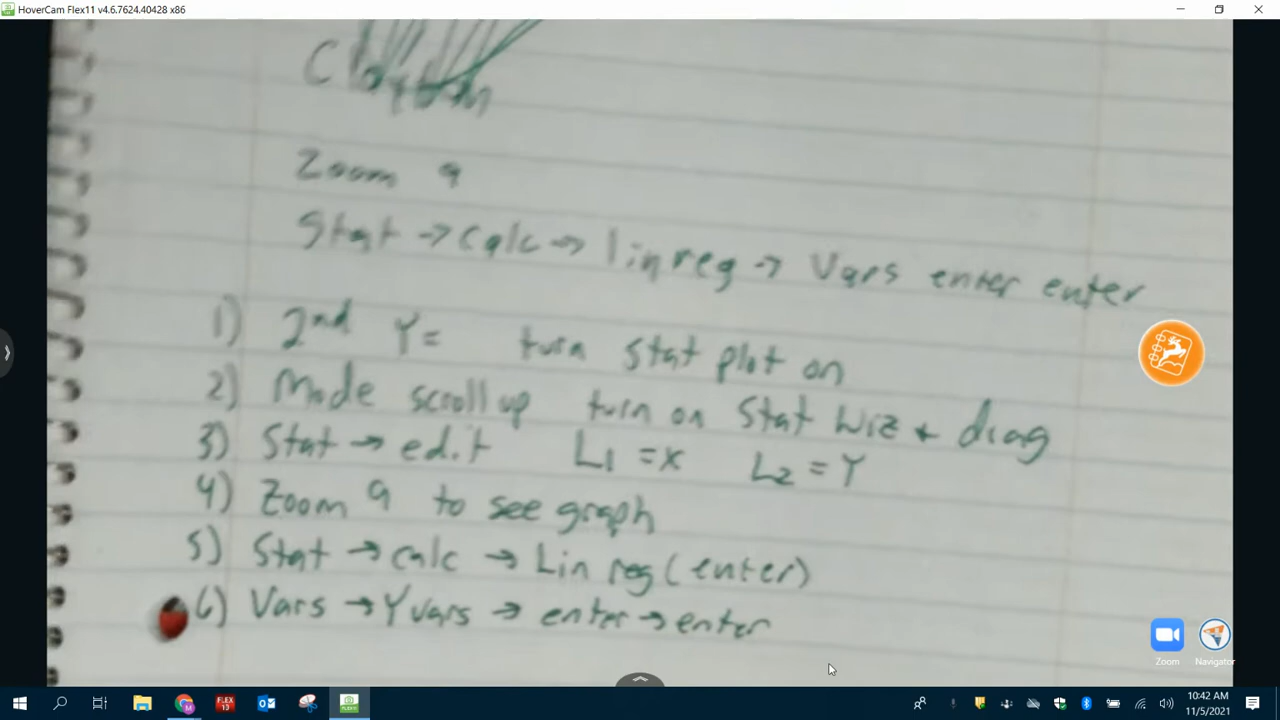 HoverCam Flex11 v4.6.7624.40428 x86
Clayton
Zoom 9
Stat → Calc → linreg → Vars enter enter
1) 2nd Y= turn Stat plot on
2) Mode scroll up turn on Stat Wiz + diag
3) Stat → edit L1 = x L2 = Y
4) Zoom 9 to see graph
5) Stat → calc → Lin reg (enter)
6) Vars → Y vars → enter → enter
Zoom
Navigator
FLEX
10:42 AM
11/5/2021